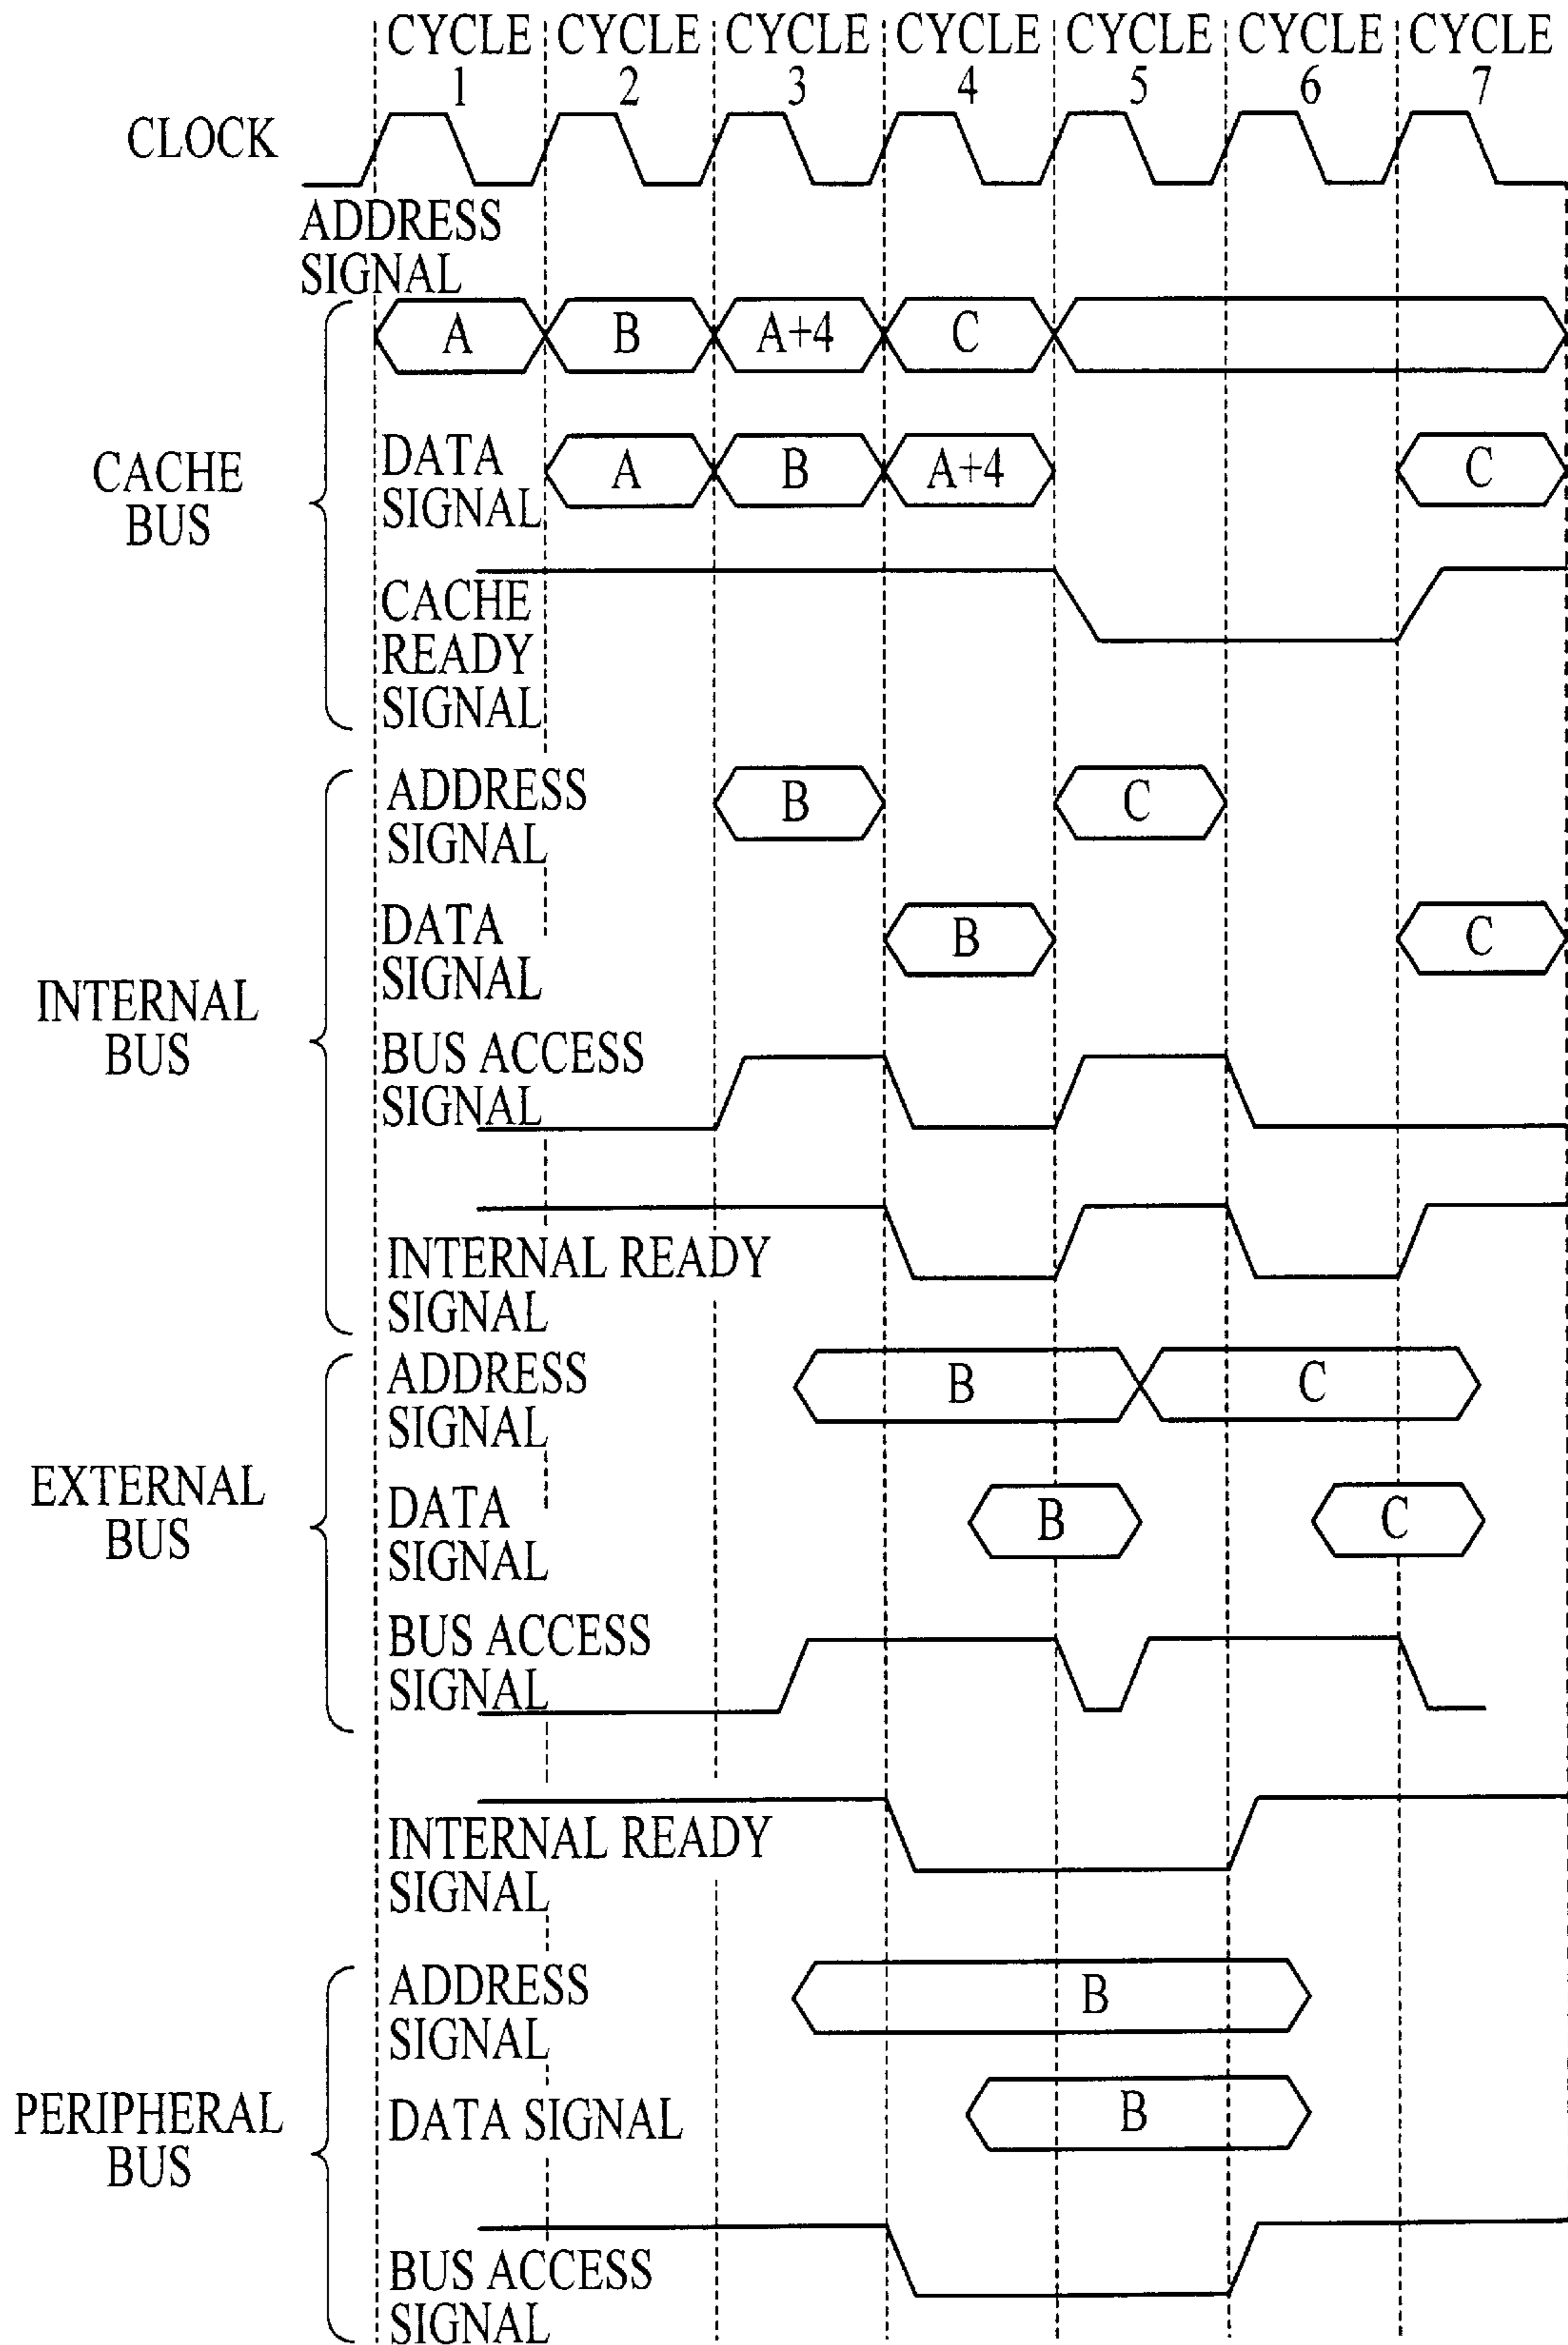 CYCLE CYCLE CYCLE CYCLE CYCLE CYCLE CYCLE
1 2 3 4 5 6 7
CLOCK
ADDRESS
SIGNAL
A B A+4 C
CACHE
BUS
DATA
SIGNAL
A B A+4 C
CACHE
READY
SIGNAL
INTERNAL
BUS
ADDRESS
SIGNAL
B C
DATA
SIGNAL
B C
BUS ACCESS
SIGNAL
INTERNAL READY
SIGNAL
EXTERNAL
BUS
ADDRESS
SIGNAL
B C
DATA
SIGNAL
B C
BUS ACCESS
SIGNAL
INTERNAL READY
SIGNAL
PERIPHERAL
BUS
ADDRESS
SIGNAL
B
DATA SIGNAL
B
BUS ACCESS
SIGNAL